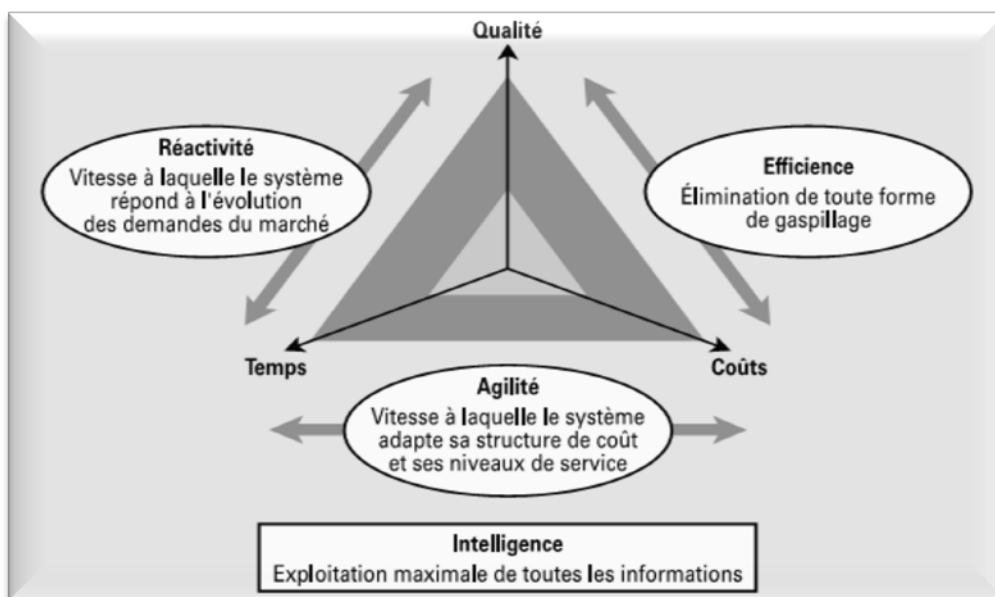 Qualité
Réactivité
Vitesse à laquelle le système
répond à l'évolution
des demandes du marché
Efficience
Élimination de toute forme
de gaspillage
Temps
Coûts
Agilité
Vitesse à laquelle le système
adapte sa structure de coût
et ses niveaux de service
Intelligence
Exploitation maximale de toutes les informations